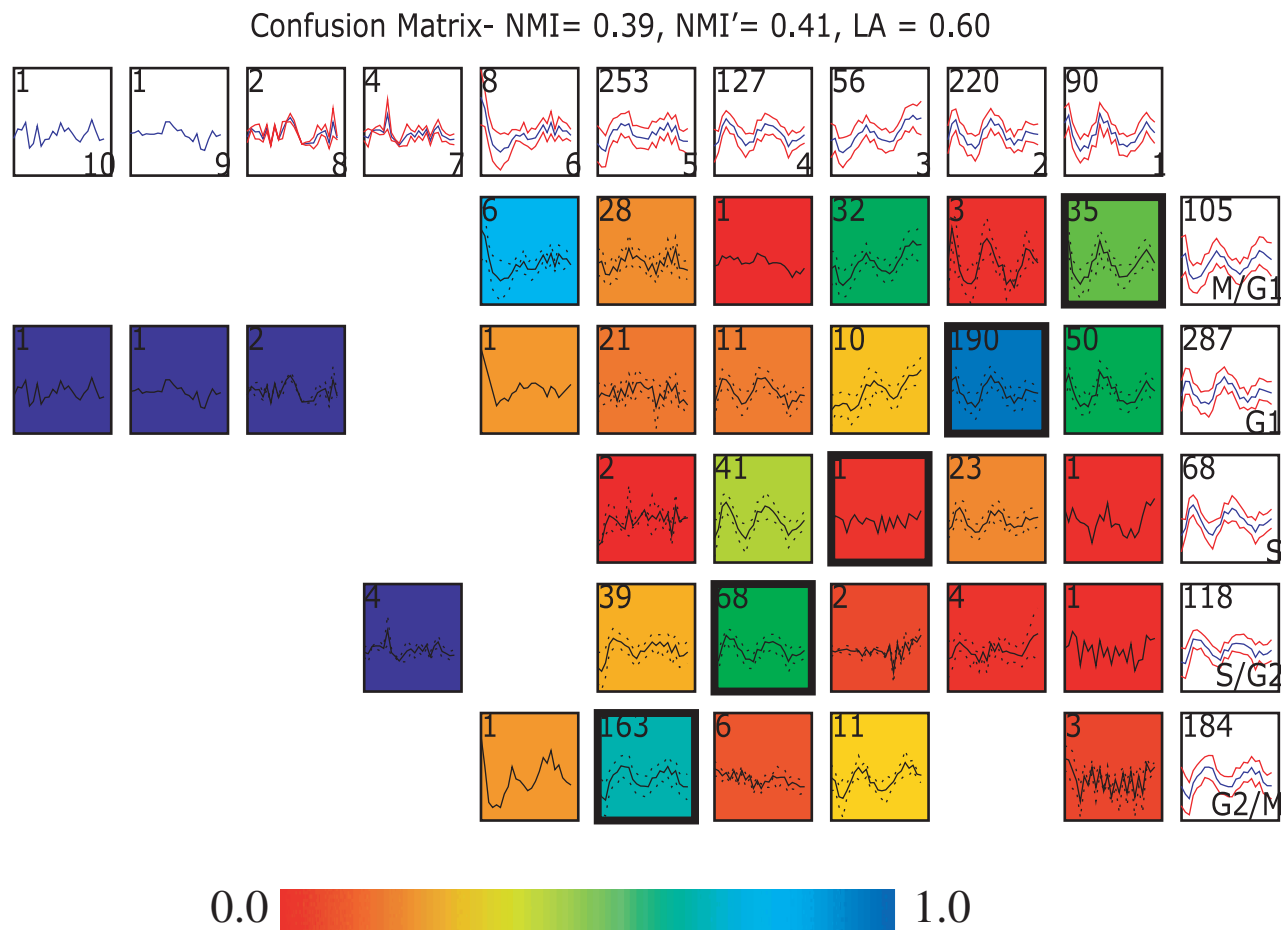 Confusion Matrix- NMI= 0.39, NMI'= 0.41, LA = 0.60
1 1 2 4 8 253 127 56 220 90
10 9 8 7 6 5 4 3 2 1
6 28 1 32 3 35 105
M/G1
1 1 2 1 21 11 10 190 50 287
G1
2 41 1 23 1 68
S
4 39 68 2 4 1 118
S/G2
1 163 6 11 3 184
G2/M
0.0 1.0